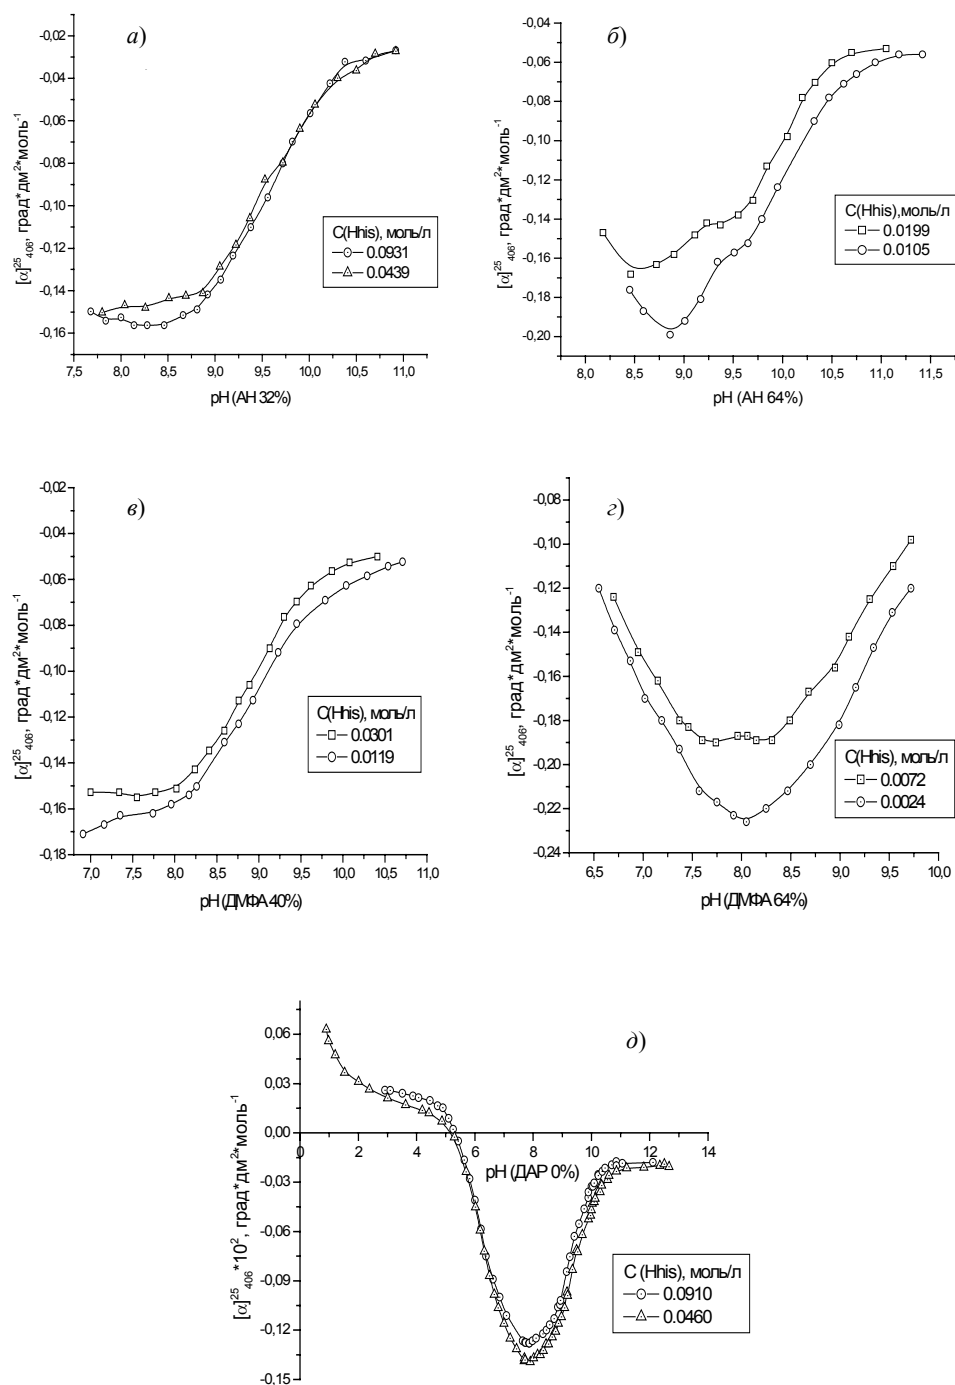 а)
-0,02
-0,04
-0,06
-0,08
-0,10
-0,12
-0,14
-0,16
[α]²⁵₄₀₆, град*дм²*моль⁻¹
C(Hhis), моль/л
0.0931
0.0439
7,5 8,0 8,5 9,0 9,5 10,0 10,5 11,0
pH (АН 32%)
б)
-0,04
-0,06
-0,08
-0,10
-0,12
-0,14
-0,16
-0,18
-0,20
[α]²⁵₄₀₆, град*дм²*моль⁻¹
C(Hhis),моль/л
0.0199
0.0105
8,0 8,5 9,0 9,5 10,0 10,5 11,0 11,5
pH (АН 64%)
в)
-0,02
-0,04
-0,06
-0,08
-0,10
-0,12
-0,14
-0,16
-0,18
[α]²⁵₄₀₆, град*дм²*моль⁻¹
C(Hhis), моль/л
0.0301
0.0119
7,0 7,5 8,0 8,5 9,0 9,5 10,0 10,5 11,0
pH (ДМФА 40%)
г)
-0,08
-0,10
-0,12
-0,14
-0,16
-0,18
-0,20
-0,22
-0,24
[α]²⁵₄₀₆, град*дм²*моль⁻¹
C(Hhis), моль/л
0.0072
0.0024
6,5 7,0 7,5 8,0 8,5 9,0 9,5 10,0
pH (ДМФА 64%)
д)
0,06
0,03
0,00
-0,03
-0,06
-0,09
-0,12
-0,15
[α]²⁵₄₀₆*10², град*дм²*моль⁻¹
0 2 4 6 8 10 12 14
pH (ДАР 0%)
C (Hhis), моль/л
0.0910
0.0460